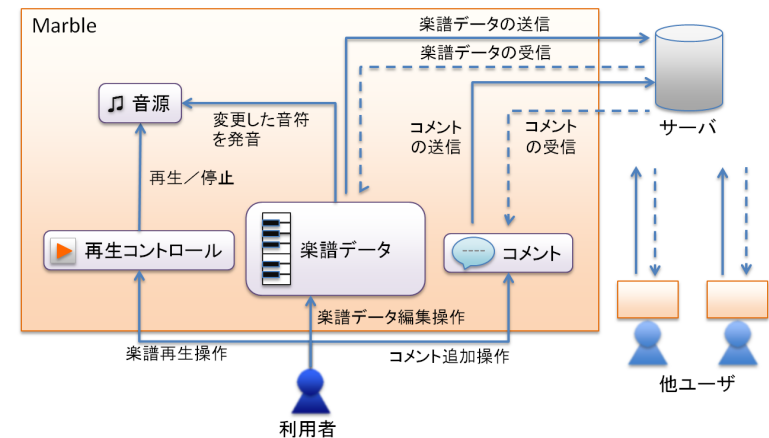 Marble
楽譜データの送信
楽譜データの受信
音源
変更した音符
を発音
コメント
の送信
コメント
の受信
サーバ
再生／停止
再生コントロール
楽譜データ
コメント
楽譜データ編集操作
楽譜再生操作
コメント追加操作
他ユーザ
利用者